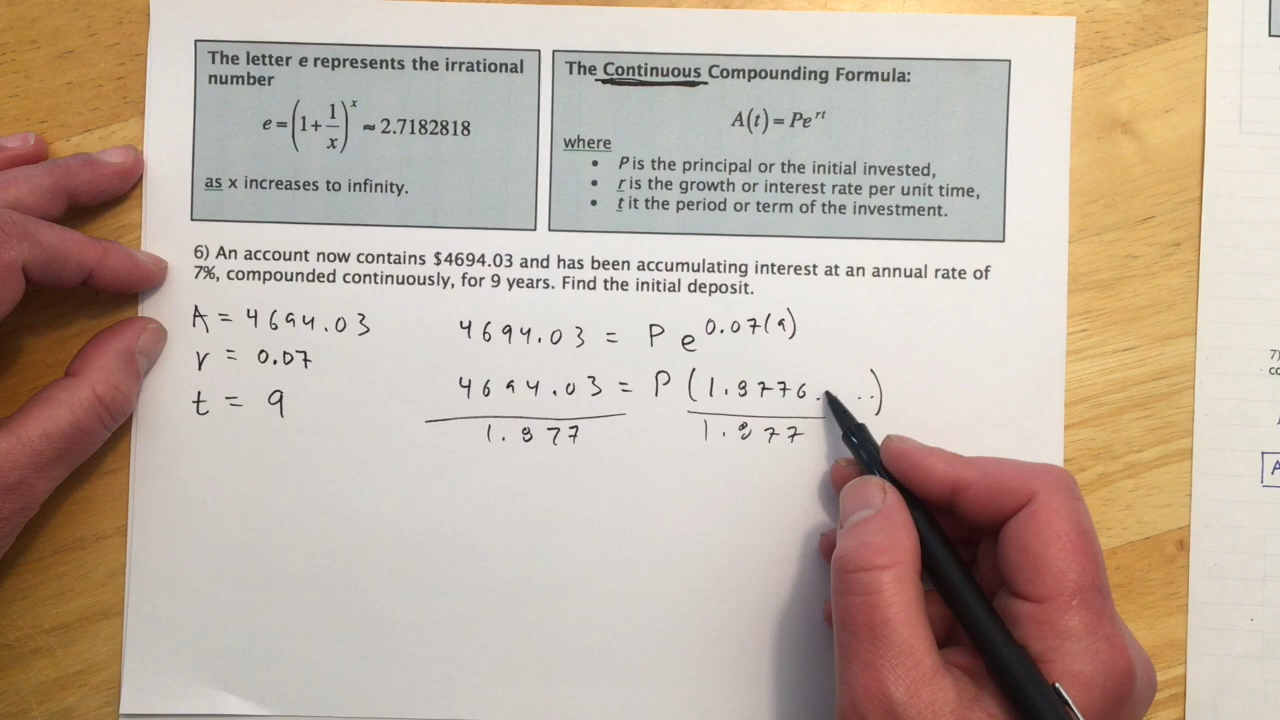 The letter e represents the irrational
number
e = (1 + 1/x)^x ≈ 2.7182818
as x increases to infinity.
The Continuous Compounding Formula:
A(t) = Pe^rt
where
• P is the principal or the initial invested,
• r is the growth or interest rate per unit time,
• t it the period or term of the investment.
6) An account now contains $4694.03 and has been accumulating interest at an annual rate of
7%, compounded continuously, for 9 years. Find the initial deposit.
A = 4694.03
r = 0.07
t = 9
4694.03 = P e^0.07(9)
4694.03 = P (1.8776. ..)
1.877 1.877
7)
A